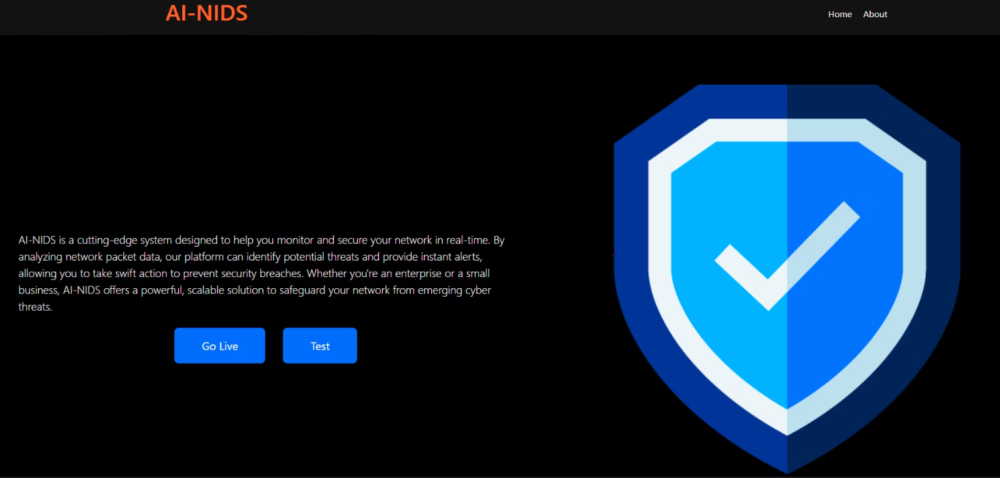 AI-NIDS
Home About
AI-NIDS is a cutting-edge system designed to help you monitor and secure your network in real-time. By
analyzing network packet data, our platform can identify potential threats and provide instant alerts,
allowing you to take swift action to prevent security breaches. Whether you're an enterprise or a small
business, AI-NIDS offers a powerful, scalable solution to safeguard your network from emerging cyber
threats.
Go Live Test